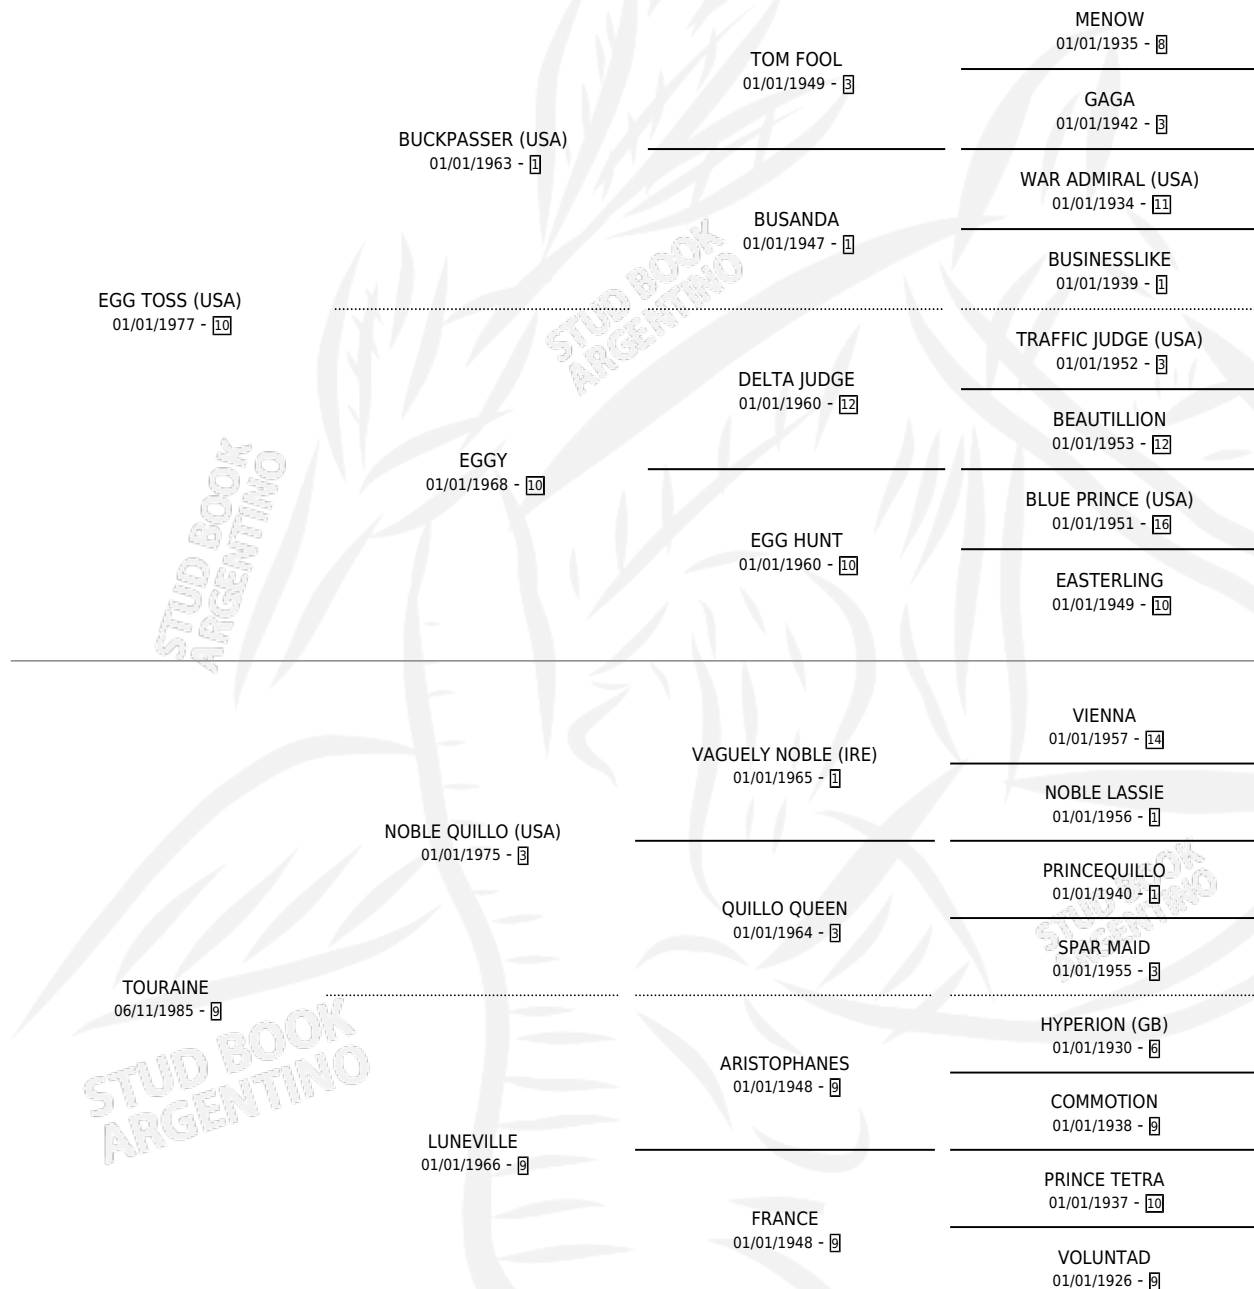 MENOW
01/01/1935 - 8
TOM FOOL
01/01/1949 - 3
GAGA
01/01/1942 - 3
BUCKPASSER (USA)
01/01/1963 - 1
WAR ADMIRAL (USA)
01/01/1934 - 11
BUSANDA
01/01/1947 - 1
BUSINESSLIKE
01/01/1939 - 1
EGG TOSS (USA)
01/01/1977 - 10
TRAFFIC JUDGE (USA)
01/01/1952 - 3
DELTA JUDGE
01/01/1960 - 12
BEAUTILLION
01/01/1953 - 12
EGGY
01/01/1968 - 10
BLUE PRINCE (USA)
01/01/1951 - 16
EGG HUNT
01/01/1960 - 10
EASTERLING
01/01/1949 - 10
VIENNA
01/01/1957 - 14
VAGUELY NOBLE (IRE)
01/01/1965 - 1
NOBLE LASSIE
01/01/1956 - 1
NOBLE QUILLO (USA)
01/01/1975 - 3
PRINCEQUILLO
01/01/1940 - 1
QUILLO QUEEN
01/01/1964 - 3
SPAR MAID
01/01/1955 - 3
TOURAINE
06/11/1985 - 9
HYPERION (GB)
01/01/1930 - 6
ARISTOPHANES
01/01/1948 - 9
COMMOTION
01/01/1938 - 9
LUNEVILLE
01/01/1966 - 9
PRINCE TETRA
01/01/1937 - 10
FRANCE
01/01/1948 - 9
VOLUNTAD
01/01/1926 - 9
STUD BOOK
ARGENTINO
STUD BOOK
ARGENTINO
STUD BOOK
ARGENTINO
STUD BOOK
ARGENTINO